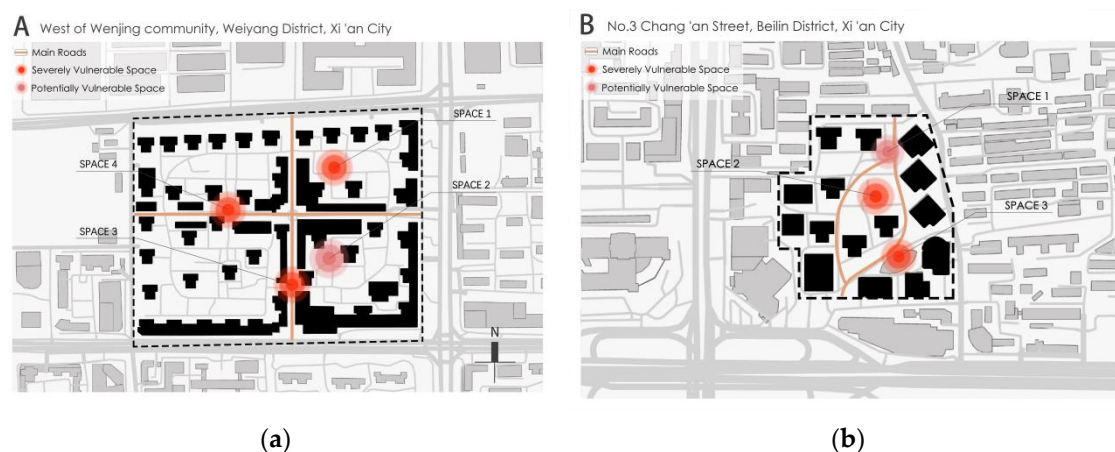 A West of Wenjing community, Weiyang District, Xi 'an City
Main Roads
Severely Vulnerable Space
Potentially Vulnerable Space
SPACE 1
SPACE 4
SPACE 2
SPACE 3
N
(a)
B No.3 Chang 'an Street, Beilin District, Xi 'an City
Main Roads
Severely Vulnerable Space
Potentially Vulnerable Space
SPACE 1
SPACE 2
SPACE 3
(b)